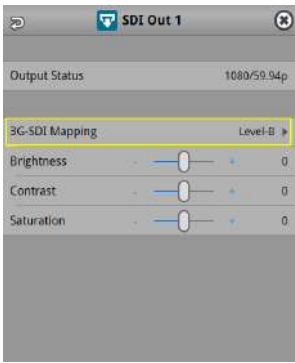 SDI Out 1
Output Status 1080/59.94p
3G-SDI Mapping Level-B
Brightness - + 0
Contrast - + 0
Saturation - + 0